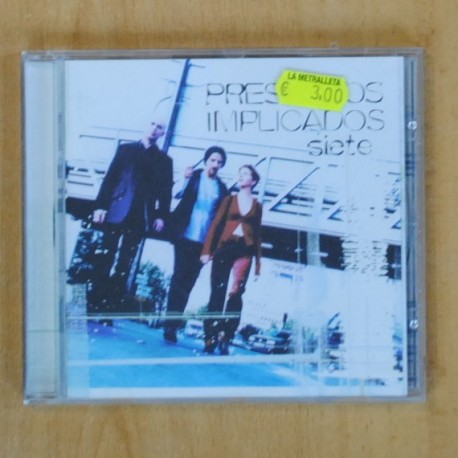 LA METRALLETA
€ 3,00
PRES OS
IMPLICADOS
siete